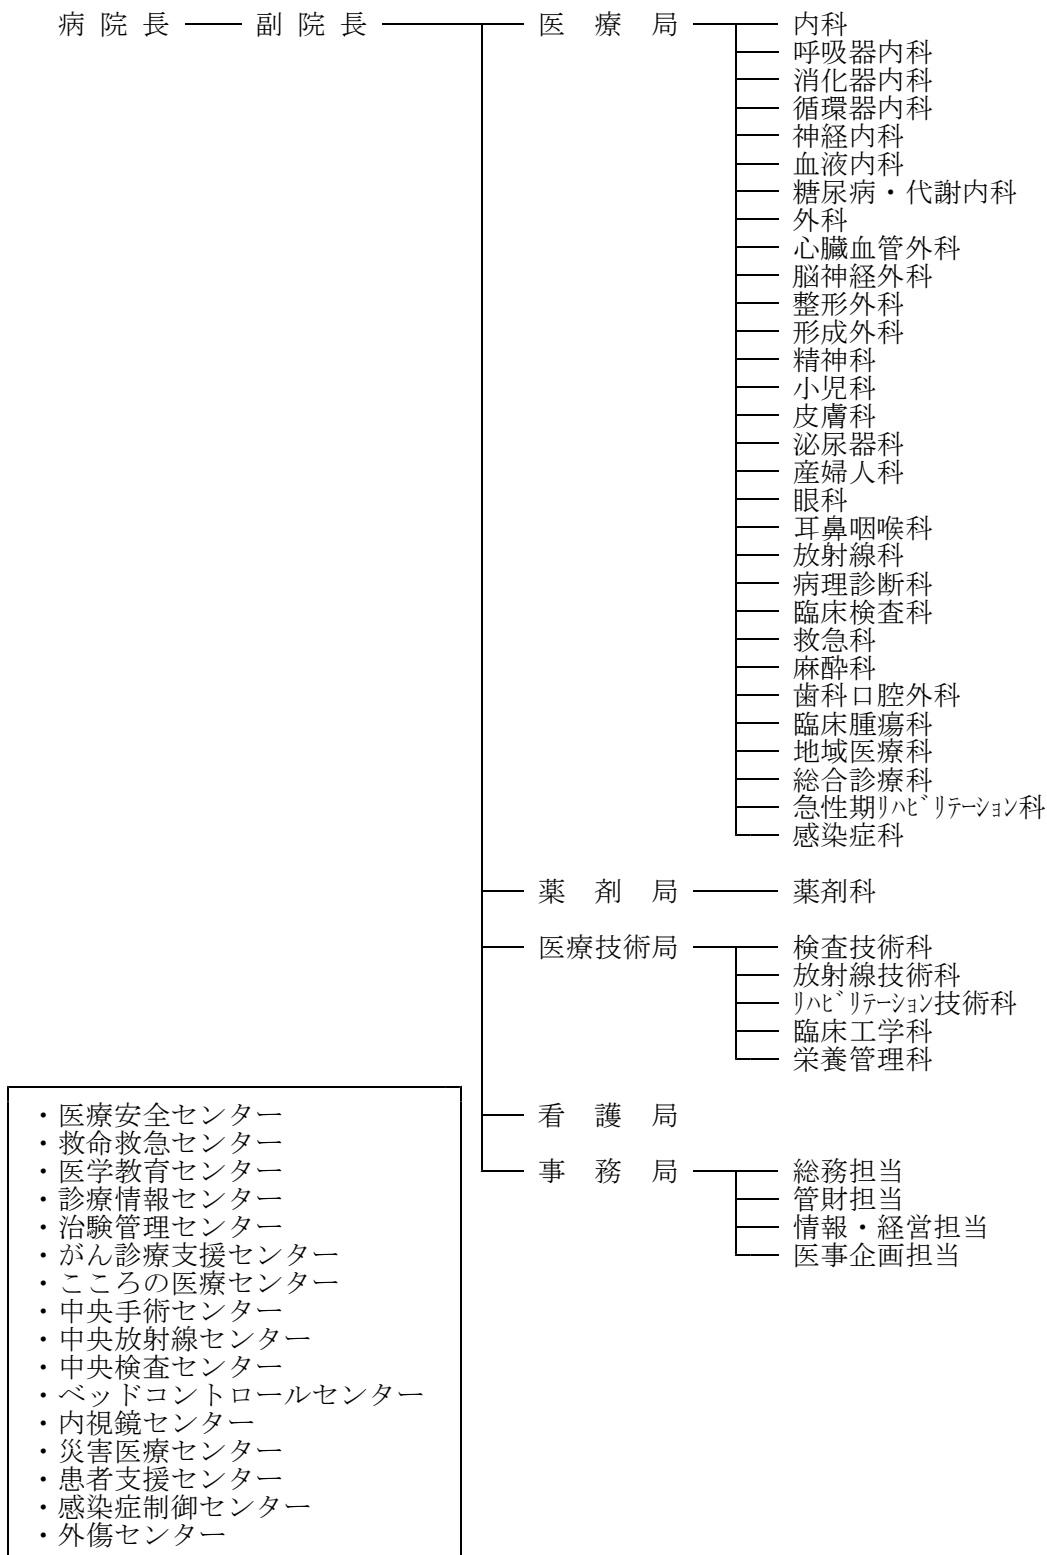 病院長 副院長 医療局 内科
呼吸器内科
消化器内科
循環器内科
神経内科
血液内科
糖尿病・代謝内科
外科
心臓血管外科
脳神経外科
整形外科
形成外科
精神科
小児科
皮膚科
泌尿器科
産婦人科
眼科
耳鼻咽喉科
放射線科
病理診断科
臨床検査科
救急科
麻酔科
歯科口腔外科
臨床腫瘍科
地域医療科
総合診療科
急性期ﾘﾊﾋﾞﾘﾃｰｼｮﾝ科
感染症科
薬剤局 薬剤科
医療技術局 検査技術科
放射線技術科
ﾘﾊﾋﾞﾘﾃｰｼｮﾝ技術科
臨床工学科
栄養管理科
看護局
事務局 総務担当
管財担当
情報・経営担当
医事企画担当
・医療安全センター
・救命救急センター
・医学教育センター
・診療情報センター
・治験管理センター
・がん診療支援センター
・こころの医療センター
・中央手術センター
・中央放射線センター
・中央検査センター
・ベッドコントロールセンター
・内視鏡センター
・災害医療センター
・患者支援センター
・感染症制御センター
・外傷センター